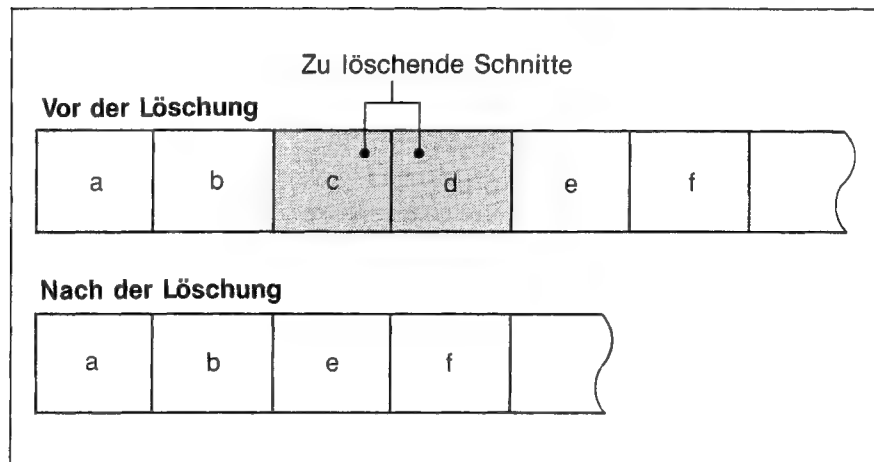 Zu löschende Schnitte
Vor der Löschung
a b c d e f
Nach der Löschung
a b e f